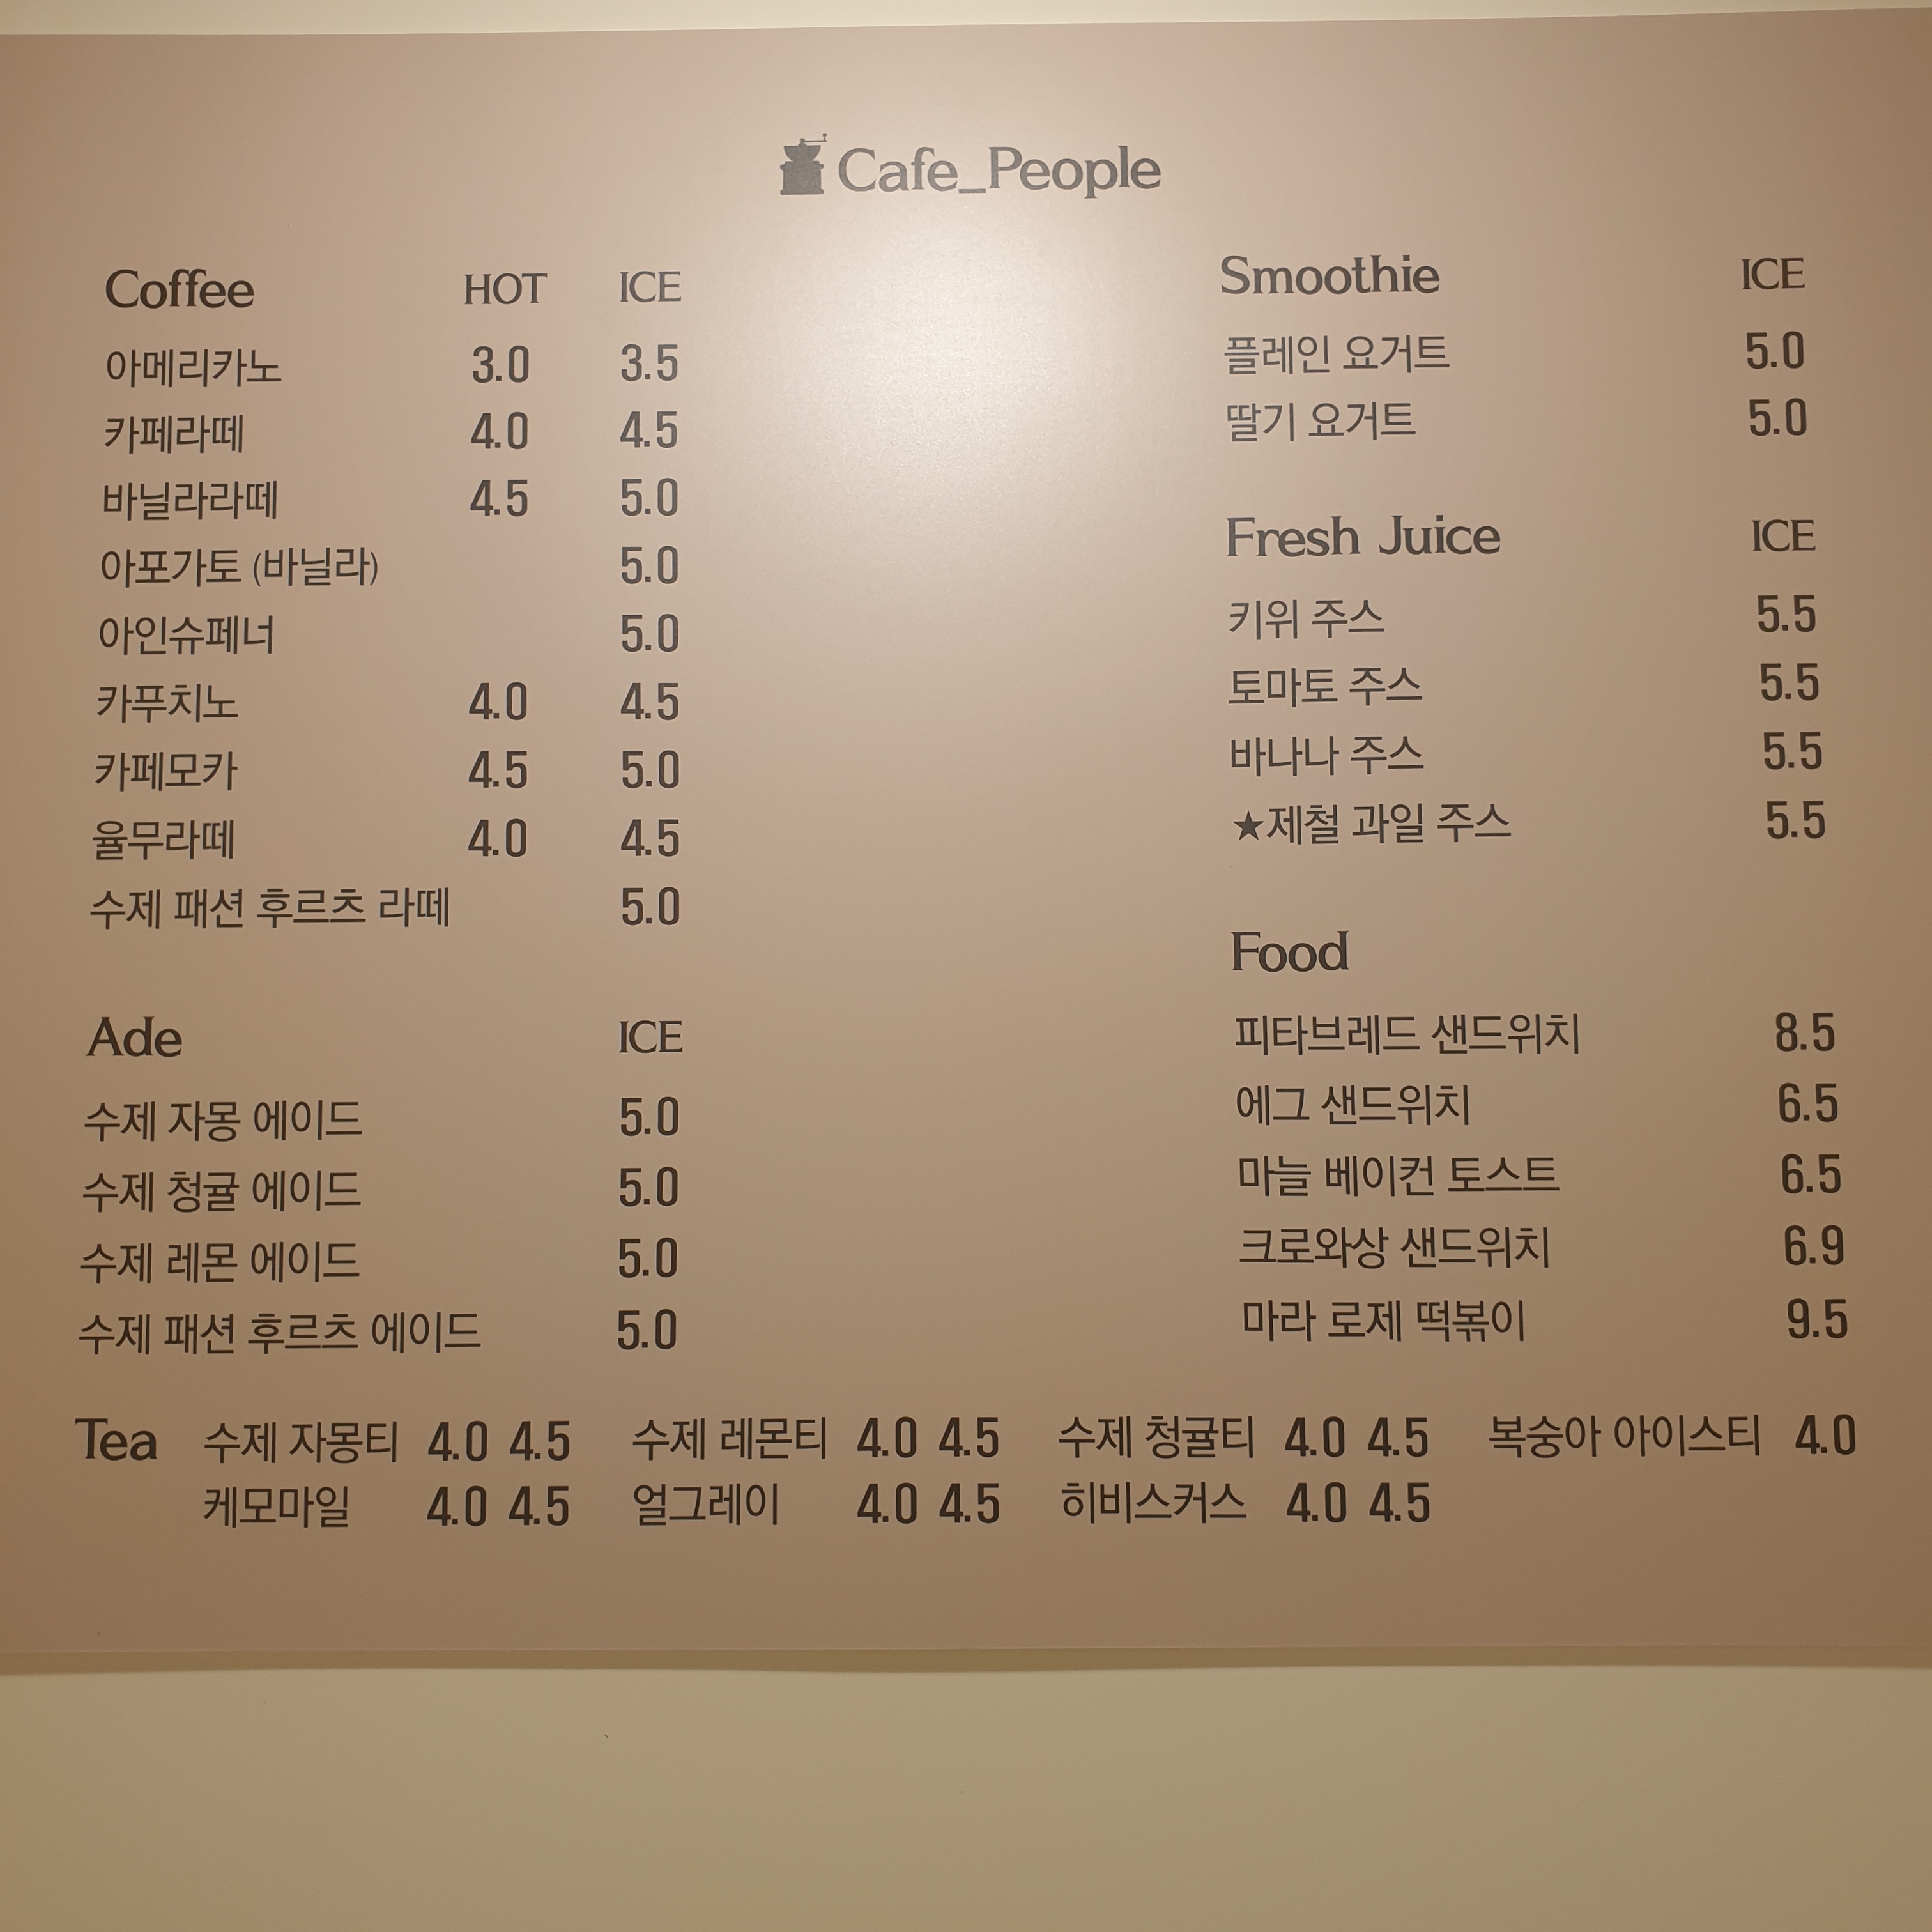 Cafe_People
Coffee HOT ICE
아메리카노 3.0 3.5
카페라떼 4.0 4.5
바닐라라떼 4.5 5.0
아포가토 (바닐라) 5.0
아인슈페너 5.0
카푸치노 4.0 4.5
카페모카 4.5 5.0
율무라떼 4.0 4.5
수제 패션 후르츠 라떼 5.0
Ade ICE
수제 자몽 에이드 5.0
수제 청귤 에이드 5.0
수제 레몬 에이드 5.0
수제 패션 후르츠 에이드 5.0
Smoothie ICE
플레인 요거트 5.0
딸기 요거트 5.0
Fresh Juice ICE
키위 주스 5.5
토마토 주스 5.5
바나나 주스 5.5
★제철 과일 주스 5.5
Food
피타브레드 샌드위치 8.5
에그 샌드위치 6.5
마늘 베이컨 토스트 6.5
크로와상 샌드위치 6.9
마라 로제 떡볶이 9.5
Tea 수제 자몽티 4.0 4.5 수제 레몬티 4.0 4.5 수제 청귤티 4.0 4.5 복숭아 아이스티 4.0
케모마일 4.0 4.5 얼그레이 4.0 4.5 히비스커스 4.0 4.5